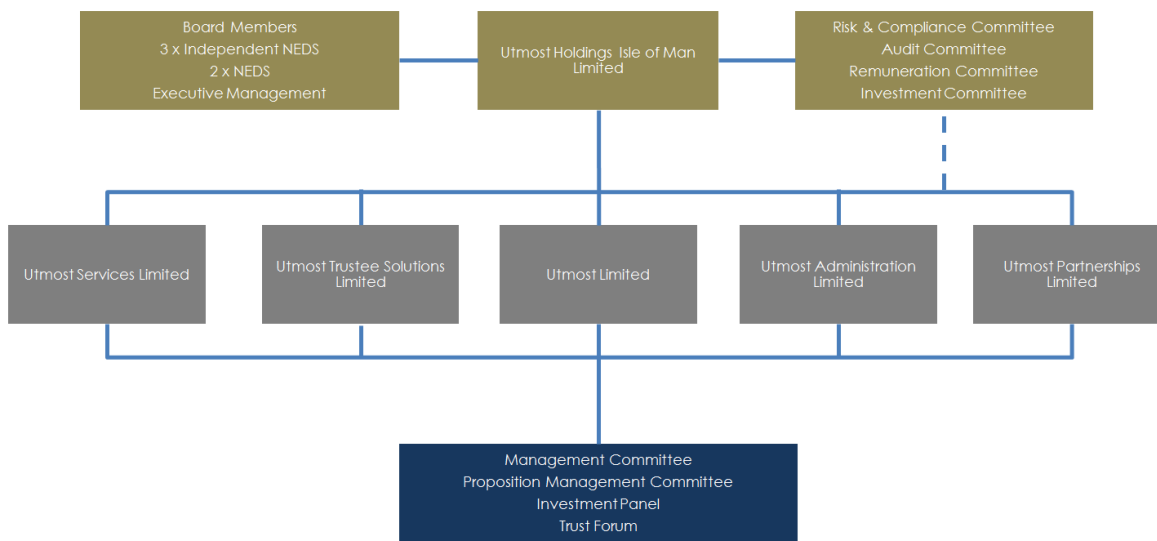 Board Members
3 x Independent NEDS
2 x NEDS
Executive Management
Utmost Holdings Isle of Man
Limited
Risk & Compliance Committee
Audit Committee
Remuneration Committee
Investment Committee
Utmost Services Limited
Utmost Trustee Solutions
Limited
Utmost Limited
Utmost Administration
Limited
Utmost Partnerships
Limited
Management Committee
Proposition Management Committee
Investment Panel
Trust Forum